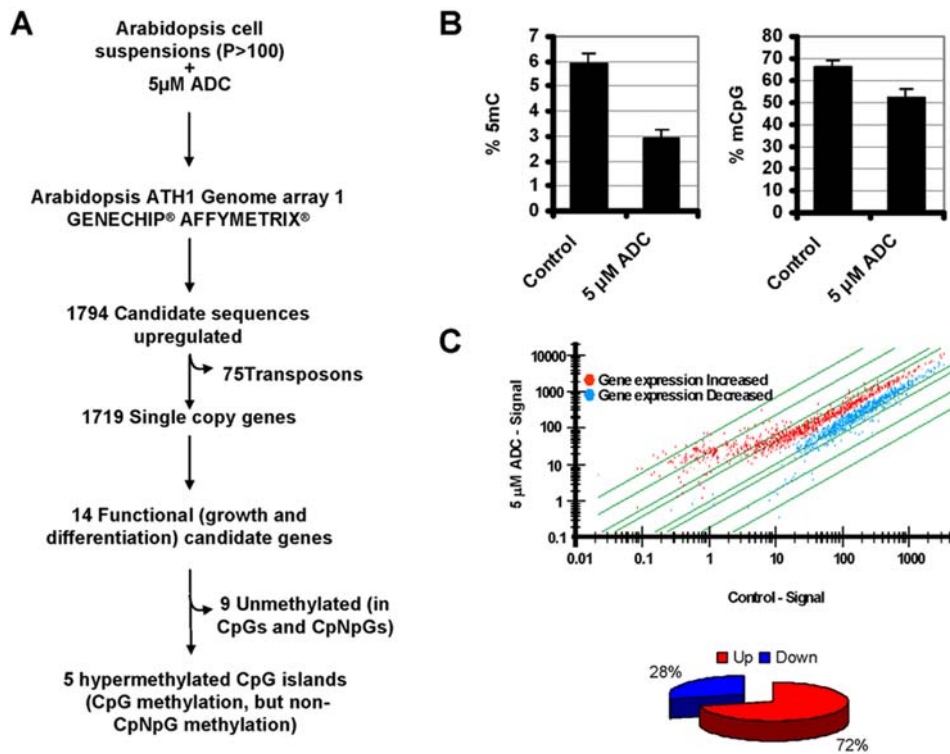 A
Arabidopsis cell
suspensions (P>100)
+
5µM ADC
Arabidopsis ATH1 Genome array 1
GENECHIP® AFFYMETRIX®
1794 Candidate sequences
upregulated
75Transposons
1719 Single copy genes
14 Functional (growth and
differentiation) candidate genes
9 Unmethylated (in
CpGs and CpNpGs)
5 hypermethylated CpG islands
(CpG methylation, but non-
CpNpG methylation)
B
% 5mC
7
6
5
4
3
2
1
0
Control
5 µM ADC
% mCpG
80
70
60
50
40
30
20
10
0
Control
5 µM ADC
C
5 µM ADC - Signal
10000
1000
100
10
1
0.1
Gene expression Increased
Gene expression Decreased
0.01
0.1
1
10
100
1000
Control - Signal
Up
Down
28%
72%